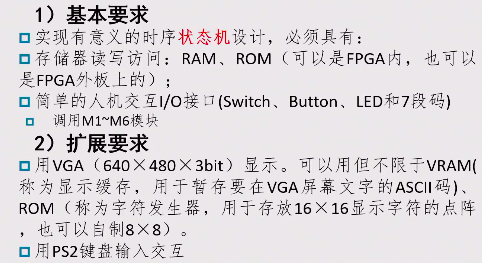 1）基本要求
实现有意义的时序状态机设计，必须具有：
存储器读写访问：RAM、ROM（可以是FPGA内，也可以
是FPGA外板上的）；
简单的人机交互I/O接口(Switch、Button、LED和7段码)
调用M1~M6模块
2）扩展要求
用VGA（640×480×3bit）显示。可以用但不限于VRAM(
称为显示缓存，用于暂存要在VGA屏幕文字的ASCII码)、
ROM（称为字符发生器，用于存放16×16显示字符的点阵
，也可以自制8×8）。
用PS2键盘输入交互